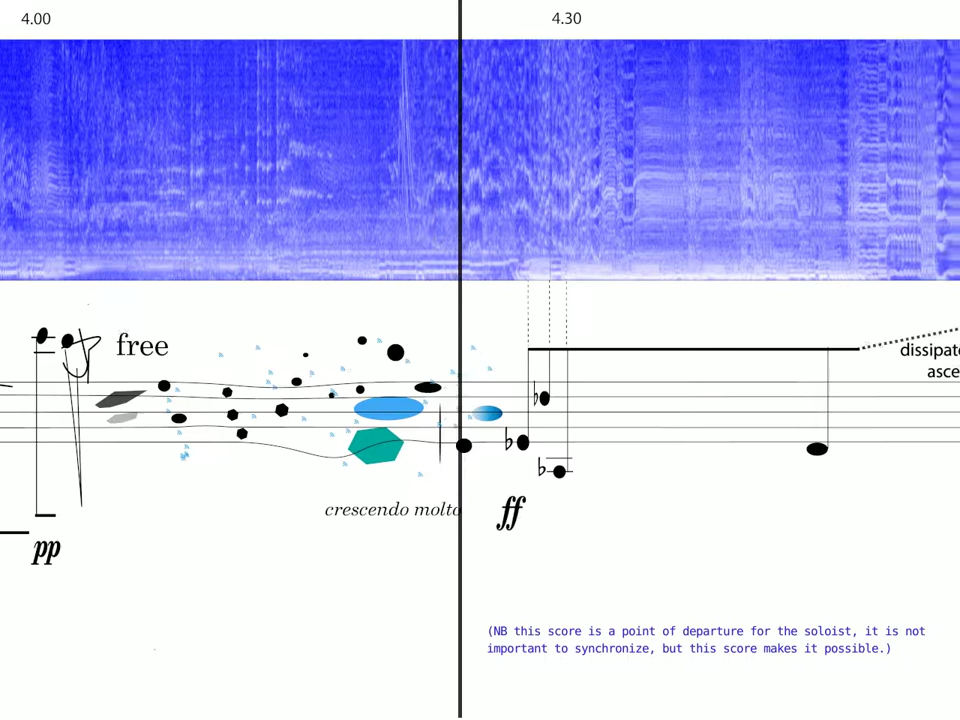 4.00
4.30
free
dissipat
asce
crescendo molto
ff
pp
(NB this score is a point of departure for the soloist, it is not
important to synchronize, but this score makes it possible.)